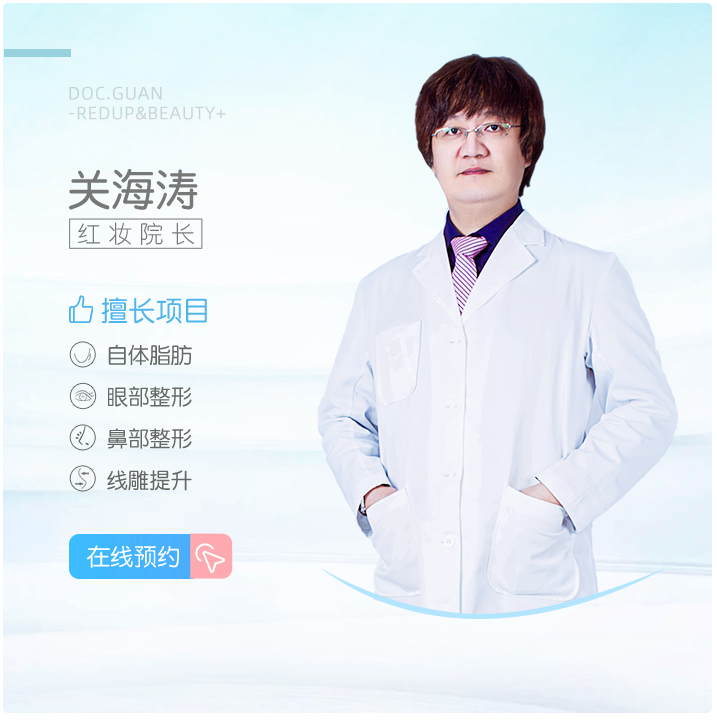 DOC.GUAN
-REDUP&BEAUTY+
关海涛
红妆院长
擅长项目
自体脂肪
眼部整形
鼻部整形
线雕提升
在线预约